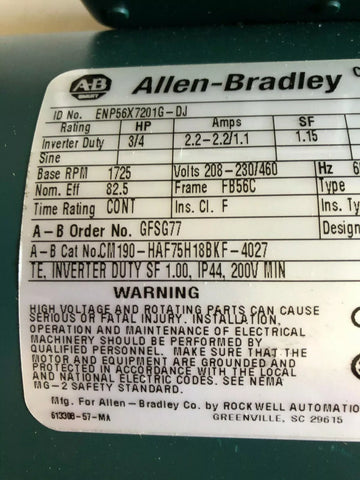 A-B QUALITY Allen-Bradley
ID No. ENP56X7201G-DJ
Rating HP Amps SF
Inverter Duty 3/4 2.2-2.2/1.1 1.15
Sine
Base RPM 1725 Volts 208-230/460 Hz 6
Nom. Eff 82.5 Frame FB56C Type
Time Rating CONT Ins. Cl. F Ins. Ty
A-B Order No. GFSG77 Design
A-B Cat No. CM190-HAF75H18BKF-4027
TE, INVERTER DUTY SF 1.00, IP44, 200V MIN
WARNING
HIGH VOLTAGE AND ROTATING PARTS CAN CAUSE
SERIOUS OR FATAL INJURY. INSTALLATION,
OPERATION AND MAINTENANCE OF ELECTRICAL
MACHINERY SHOULD BE PERFORMED BY
QUALIFIED PERSONNEL. MAKE SURE THAT THE
MOTOR AND EQUIPMENT ARE GROUNDED AND
PROTECTED IN ACCORDANCE WITH THE LOCAL
AND NATIONAL ELECTRIC CODES. SEE NEMA
MG-2 SAFETY STANDARD.
Mfg. For Allen-Bradley Co. by ROCKWELL AUTOMA
GREENVILLE, SC 29615
613308-57-MA